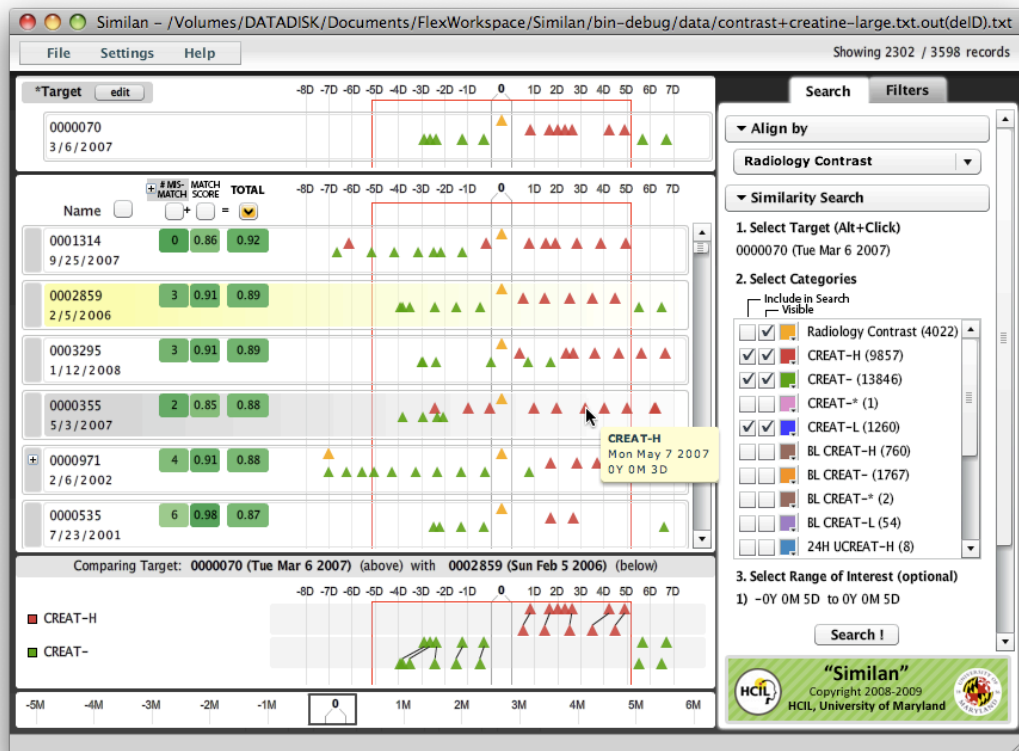 Similan - /Volumes/DATADISK/Documents/FlexWorkspace/Similan/bin-debug/data/contrast+creatine-large.txt.out(deID).txt
File Settings Help
Showing 2302 / 3598 records
*Target edit
-8D -7D -6D -5D -4D -3D -2D -1D 0 1D 2D 3D 4D 5D 6D 7D
0000070
3/6/2007
Name
# MIS-MATCH
+
MATCH SCORE
=
TOTAL
-8D -7D -6D -5D -4D -3D -2D -1D 0 1D 2D 3D 4D 5D 6D 7D
0001314 0 0.86 0.92
9/25/2007
0002859 3 0.91 0.89
2/5/2006
0003295 3 0.91 0.89
1/12/2008
0000355 2 0.85 0.88
5/3/2007
CREAT-H
Mon May 7 2007
0Y 0M 3D
0000971 4 0.91 0.88
2/6/2002
0000535 6 0.98 0.87
7/23/2001
Comparing Target: 0000070 (Tue Mar 6 2007) (above) with 0002859 (Sun Feb 5 2006) (below)
-8D -7D -6D -5D -4D -3D -2D -1D 0 1D 2D 3D 4D 5D 6D 7D
CREAT-H
CREAT-
-5M -4M -3M -2M -1M 0 1M 2M 3M 4M 5M 6M
Search Filters
Align by
Radiology Contrast
Similarity Search
1. Select Target (Alt+Click)
0000070 (Tue Mar 6 2007)
2. Select Categories
Include in Search
Visible
Radiology Contrast (4022)
CREAT-H (9857)
CREAT- (13846)
CREAT-* (1)
CREAT-L (1260)
BL CREAT-H (760)
BL CREAT- (1767)
BL CREAT-* (2)
BL CREAT-L (54)
24H UCREAT-H (8)
3. Select Range of Interest (optional)
1) -0Y 0M 5D to 0Y 0M 5D
Search !
HCIL
“Similan”
Copyright 2008-2009
HCIL, University of Maryland
UNIVERSITY OF MARYLAND